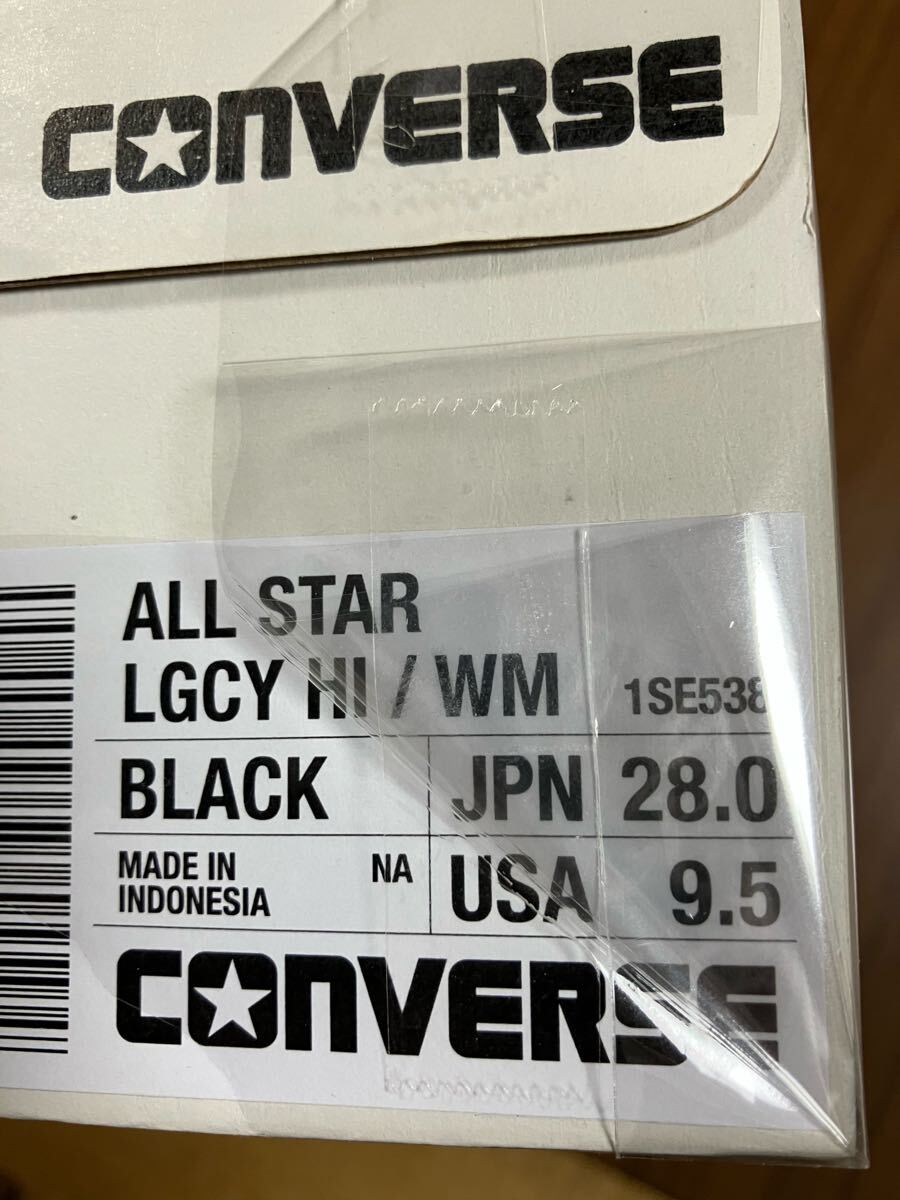 CONVERSE
ALL STAR
LGCY HI / WM 1SE538
BLACK JPN 28.0
MADE IN INDONESIA NA USA 9.5
CONVERSE